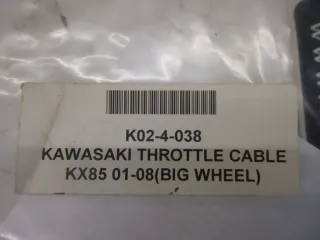 K02-4-038
KAWASAKI THROTTLE CABLE
KX85 01-08(BIG WHEEL)